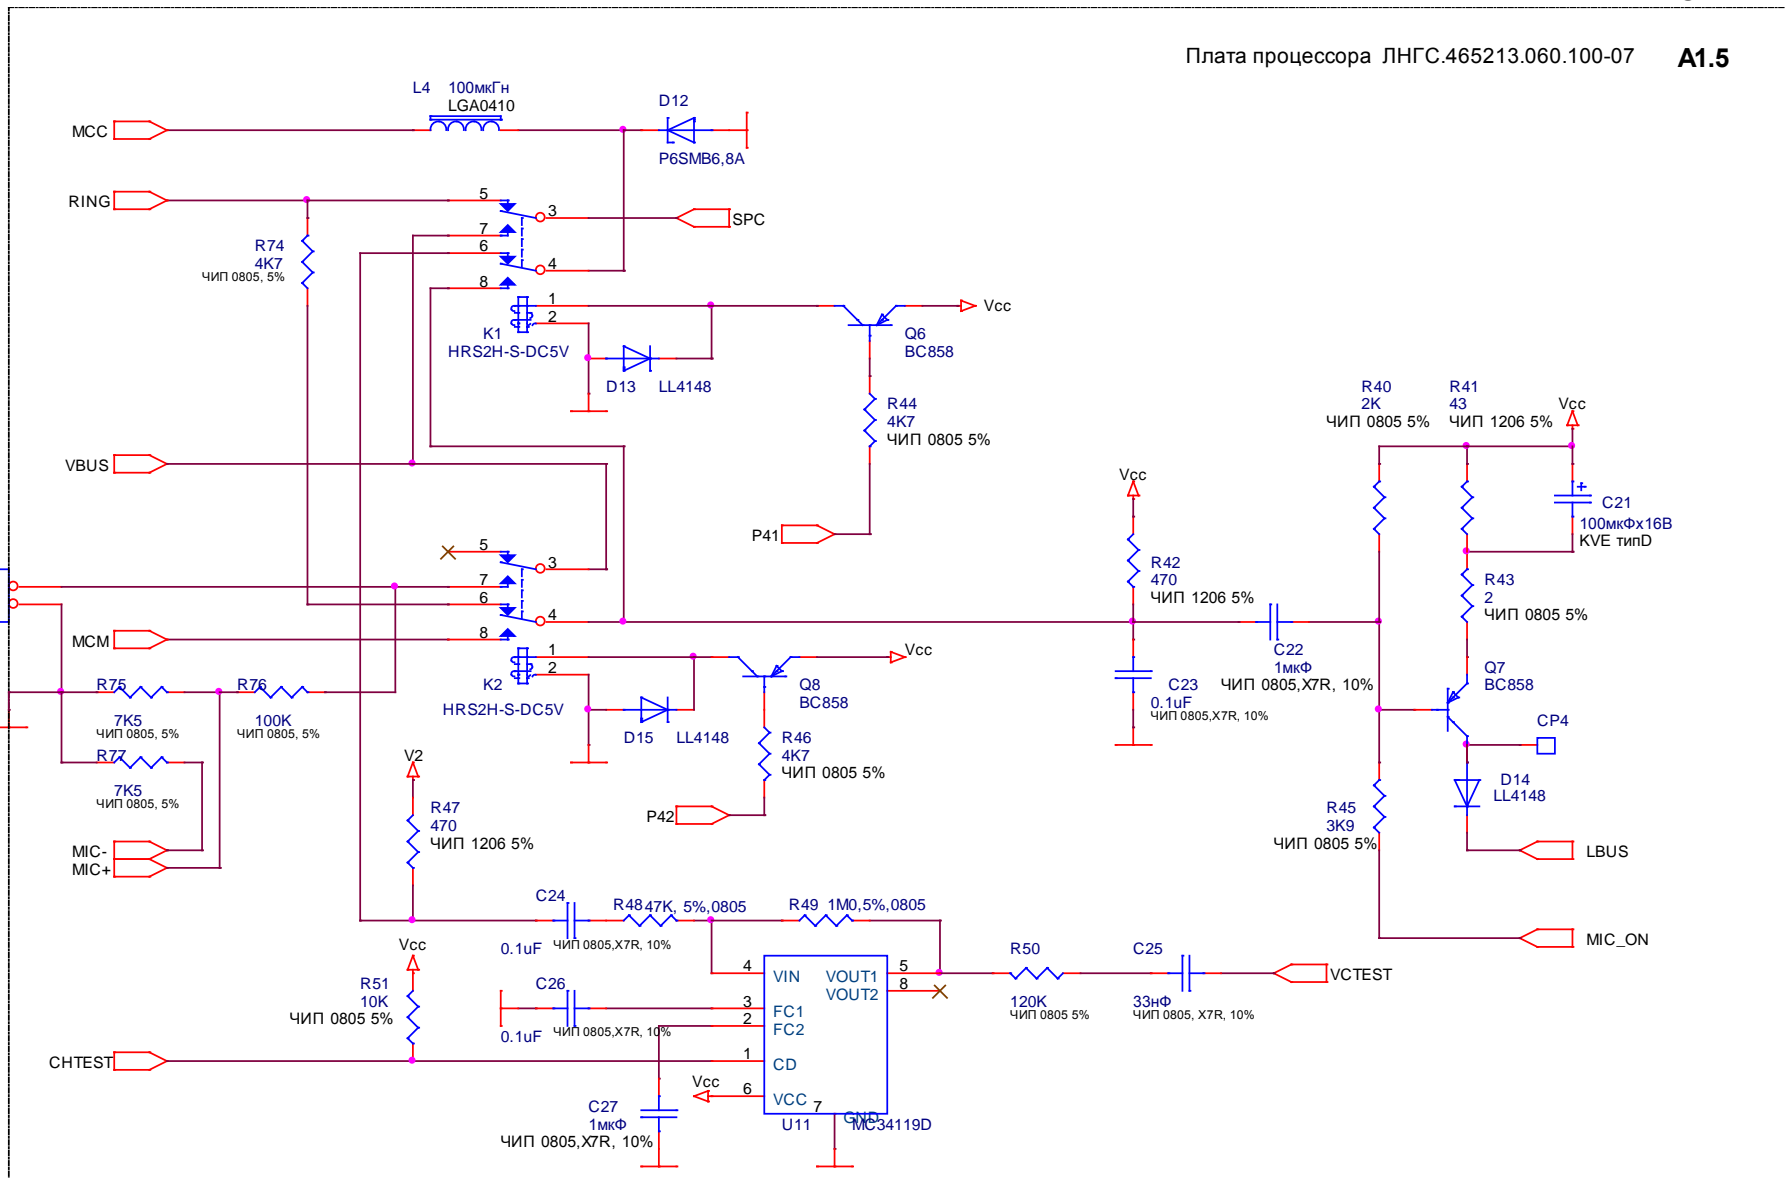 Плата процессора ЛНГС.465213.060.100-07 A1.5
L4 100мкГн
LGA0410
D12
P6SMB6,8A
MCC
RING
5
3
SPC
7
6
4
8
R74
4K7
ЧИП 0805, 5%
1
2
K1
HRS2H-S-DC5V
D13 LL4148
Vcc
Q6
BC858
R44
4K7
ЧИП 0805 5%
P41
VBUS
R40
2K
ЧИП 0805 5%
R41
43
ЧИП 1206 5%
Vcc
C21
100мкФх16В
KVE типD
R43
2
ЧИП 0805 5%
Vcc
R42
470
ЧИП 1206 5%
5
3
7
6
4
8
MCM
1
2
K2
HRS2H-S-DC5V
D15 LL4148
Vcc
Q8
BC858
R46
4K7
ЧИП 0805 5%
P42
C22
1мкФ
ЧИП 0805,X7R, 10%
C23
0.1uF
ЧИП 0805,X7R, 10%
Q7
BC858
CP4
D14
LL4148
R45
3K9
ЧИП 0805 5%
LBUS
MIC_ON
R75
7K5
ЧИП 0805, 5%
R76
100K
ЧИП 0805, 5%
R77
7K5
ЧИП 0805, 5%
MIC-
MIC+
V2
R47
470
ЧИП 1206 5%
C24
0.1uF
ЧИП 0805,X7R, 10%
R48 47K, 5%,0805
R49 1M0,5%,0805
Vcc
R51
10K
ЧИП 0805 5%
C26
0.1uF
ЧИП 0805,X7R, 10%
4
VIN
VOUT1
5
VOUT2
8
3
FC1
2
FC2
1
CD
Vcc
6
VCC
7
GND
U11
MC34119D
R50
120K
ЧИП 0805 5%
C25
33нФ
ЧИП 0805, X7R, 10%
VCTEST
CHTEST
C27
1мкФ
ЧИП 0805,X7R, 10%